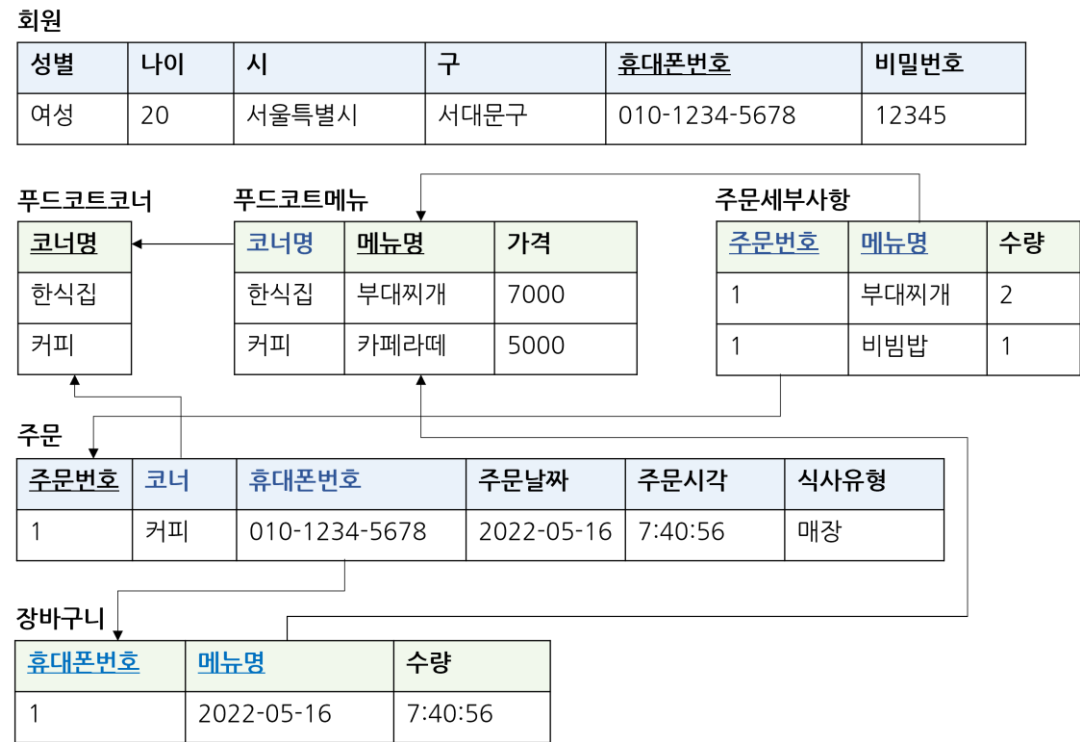 회원
성별 나이 시 구 휴대폰번호 비밀번호
여성 20 서울특별시 서대문구 010-1234-5678 12345
푸드코트코너 푸드코트메뉴 주문세부사항
코너명 코너명 메뉴명 가격 주문번호 메뉴명 수량
한식집 한식집 부대찌개 7000 1 부대찌개 2
커피 커피 카페라떼 5000 1 비빔밥 1
주문
주문번호 코너 휴대폰번호 주문날짜 주문시각 식사유형
1 커피 010-1234-5678 2022-05-16 7:40:56 매장
장바구니
휴대폰번호 메뉴명 수량
1 2022-05-16 7:40:56